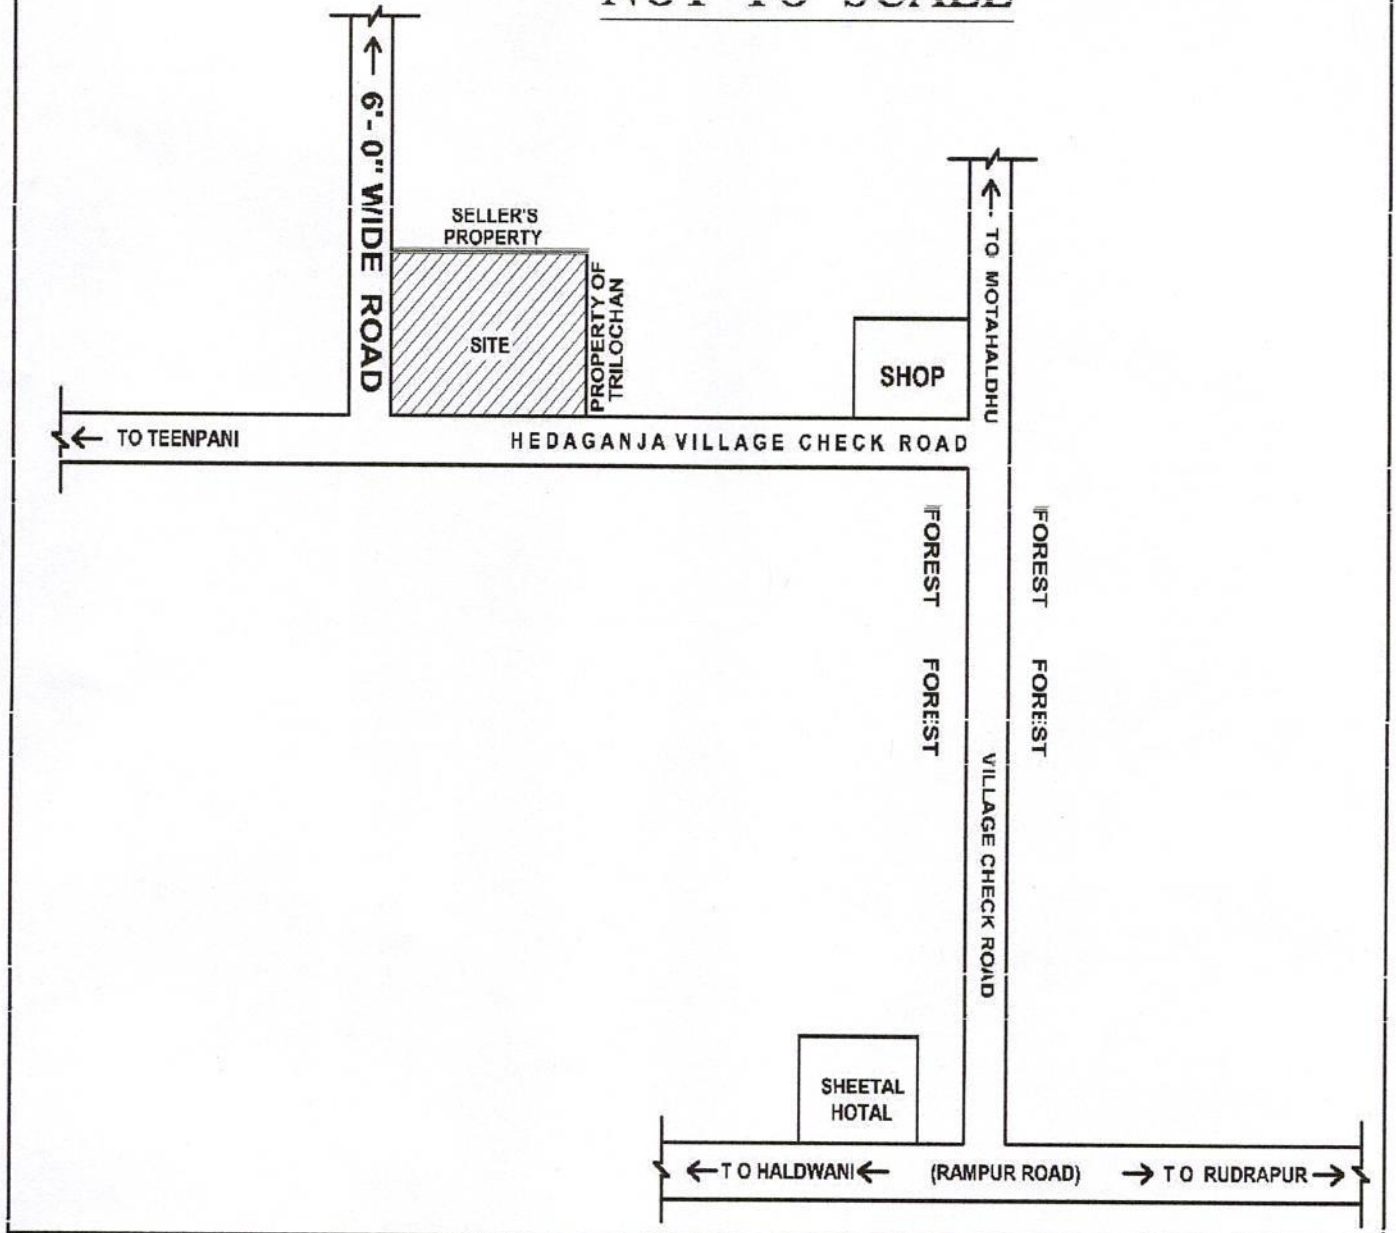 NOT TO SCALE
6'- 0" WIDE ROAD
SELLER'S
PROPERTY
SITE
PROPERTY OF
TRILOCHAN
SHOP
TO MOTAHALDHU
TO TEENPANI
HEDAGANJA VILLAGE CHECK ROAD
FOREST
FOREST
FOREST
FOREST
VILLAGE CHECK ROAD
SHEETAL
HOTAL
TO HALDWANI
(RAMPUR ROAD)
TO RUDRAPUR